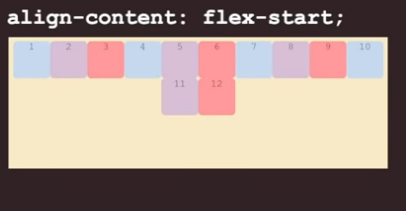 align-content: flex-start;
1 2 3 4 5 6 7 8 9 10
11 12